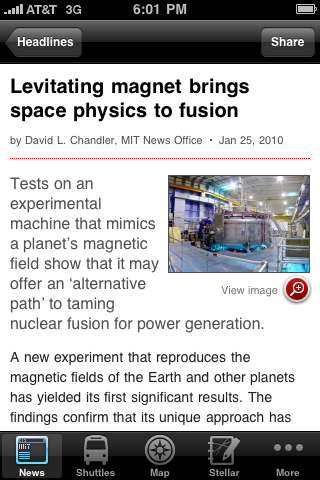 AT&T 3G 6:01 PM
Headlines Share
Levitating magnet brings
space physics to fusion
by David L. Chandler, MIT News Office • Jan 25, 2010
Tests on an
experimental
machine that mimics
a planet’s magnetic
field show that it may
offer an ‘alternative
path’ to taming
nuclear fusion for power generation.
View image
A new experiment that reproduces the
magnetic fields of the Earth and other planets
has yielded its first significant results. The
findings confirm that its unique approach has
News Shuttles Map Stellar More